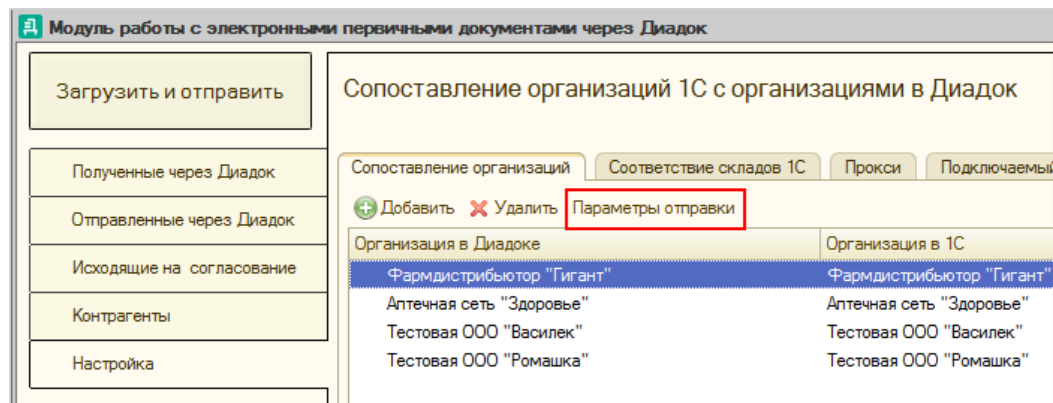 Модуль работы с электронными первичными документами через Диадок
Загрузить и отправить
Полученные через Диадок
Отправленные через Диадок
Исходящие на согласование
Контрагенты
Настройка
Сопоставление организаций 1С с организациями в Диадок
Сопоставление организаций Соответствие складов 1С Прокси Подключаемый
Добавить Удалить Параметры отправки
Организация в Диадоке Организация в 1С
Фармдистрибьютор "Гигант" Фармдистрибьютор "Гигант"
Аптечная сеть "Здоровье" Аптечная сеть "Здоровье"
Тестовая ООО "Василек" Тестовая ООО "Василек"
Тестовая ООО "Ромашка" Тестовая ООО "Ромашка"